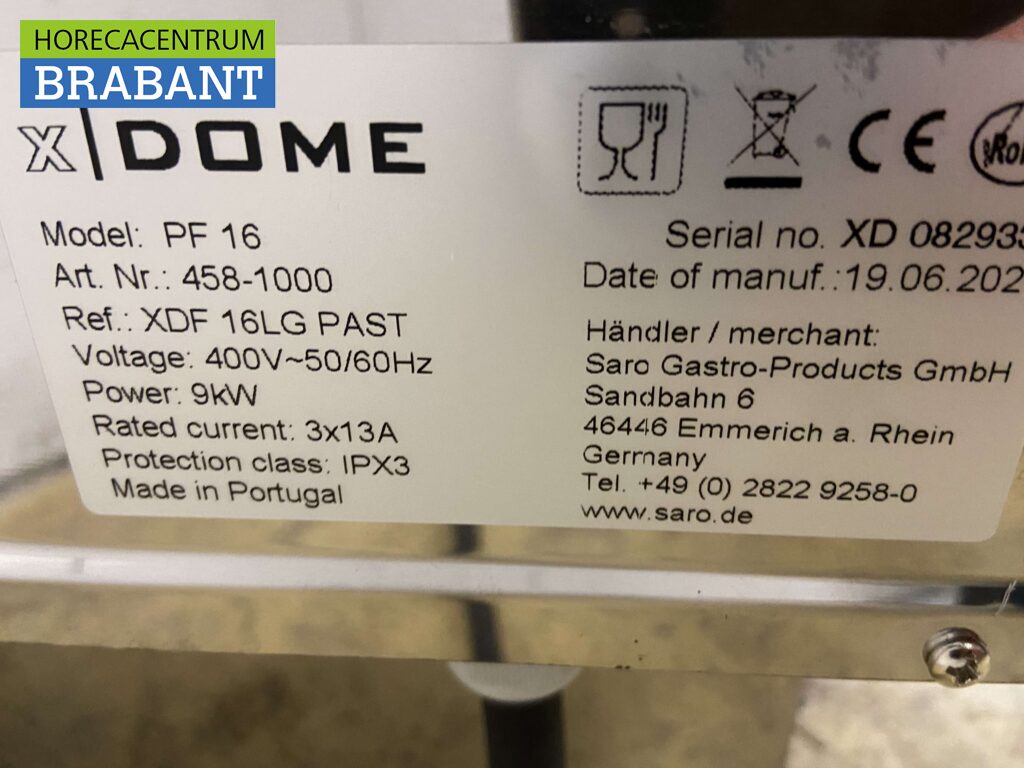 HORECACENTRUM
BRABANT
x|DOME
CE
Model: PF 16
Art. Nr.: 458-1000
Ref.: XDF 16LG PAST
Voltage: 400V~50/60Hz
Power: 9kW
Rated current: 3x13A
Protection class: IPX3
Made in Portugal
Serial no. XD 082933
Date of manuf.:19.06.202
Händler / merchant:
Saro Gastro-Products GmbH
Sandbahn 6
46446 Emmerich a. Rhein
Germany
Tel. +49 (0) 2822 9258-0
www.saro.de